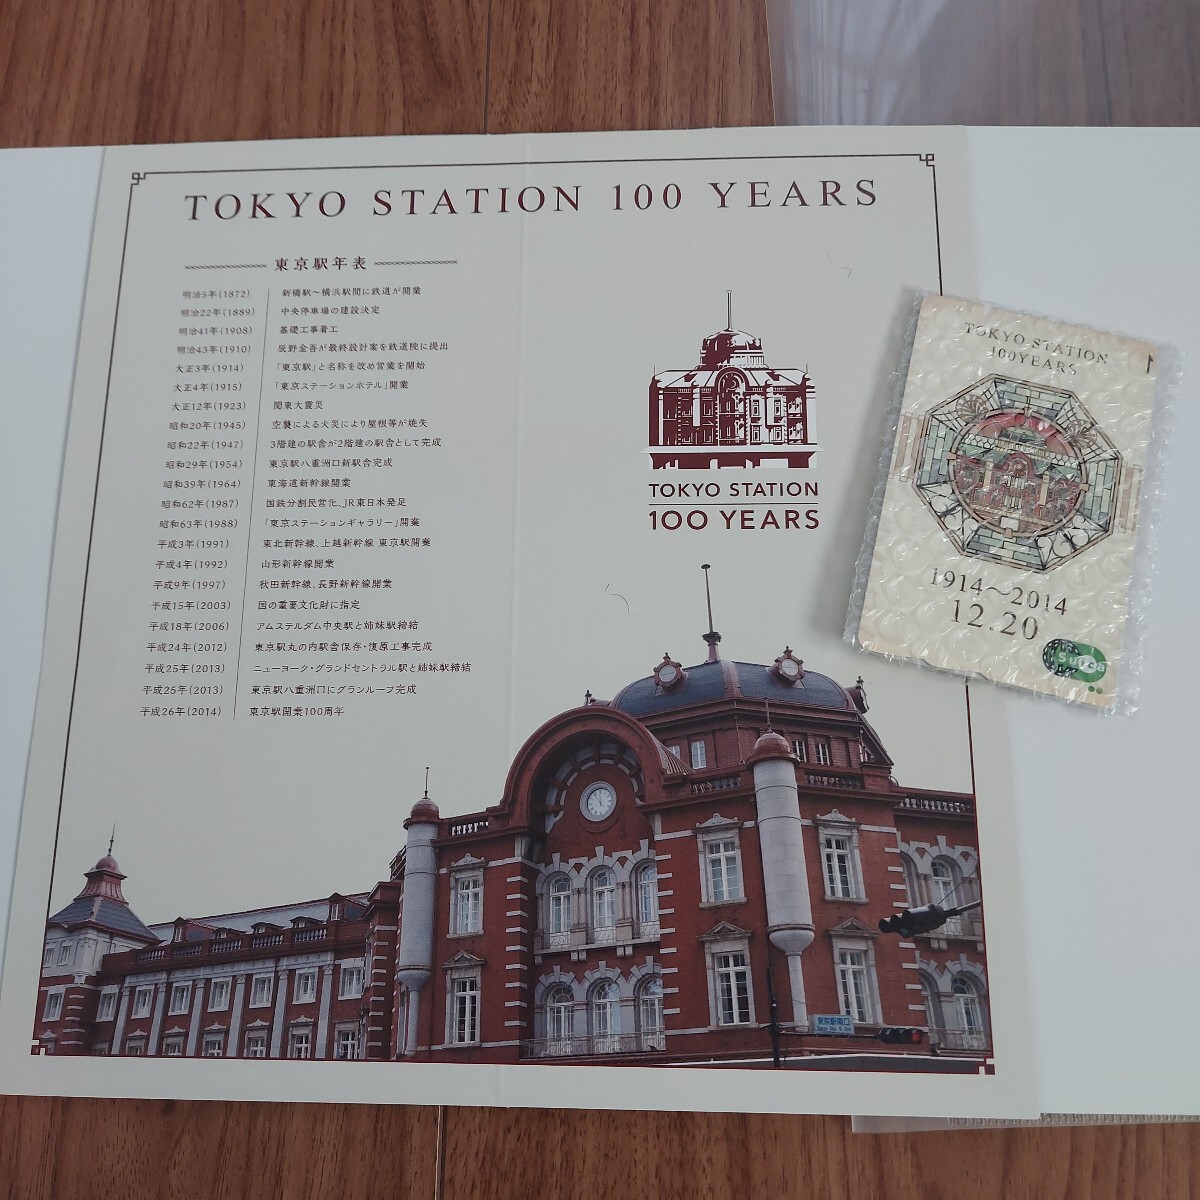 TOKYO STATION 100 YEARS
東京駅年表
明治5年(1872) 新橋駅〜横浜駅間に鉄道が開業
明治22年(1889) 中央停車場の建設決定
明治41年(1908) 基礎工事着工
明治43年(1910) 辰野金吾が最終設計案を鉄道院に提出
大正3年(1914) 「東京駅」と名称を改め営業を開始
大正4年(1915) 「東京ステーションホテル」開業
大正12年(1923) 関東大震災
昭和20年(1945) 空襲による火災により屋根等が焼失
昭和22年(1947) 3階建の駅舎が2階建の駅舎として完成
昭和29年(1954) 東京駅八重洲口新駅舎完成
昭和39年(1964) 東海道新幹線開業
昭和62年(1987) 国鉄分割民営化、JR東日本発足
昭和63年(1988) 「東京ステーションギャラリー」開業
平成3年(1991) 東北新幹線、上越新幹線 東京駅開業
平成4年(1992) 山形新幹線開業
平成9年(1997) 秋田新幹線、長野新幹線開業
平成15年(2003) 国の重要文化財に指定
平成18年(2006) アムステルダム中央駅と姉妹駅締結
平成24年(2012) 東京駅丸の内駅舎保存・復原工事完成
平成25年(2013) ニューヨーク・グランドセントラル駅と姉妹駅締結
平成25年(2013) 東京駅八重洲口にグランルーフ完成
平成26年(2014) 東京駅開業100周年
TOKYO STATION
100 YEARS
TOKYO STATION
100YEARS
1914〜2014
12.20
Suica
東京駅南口